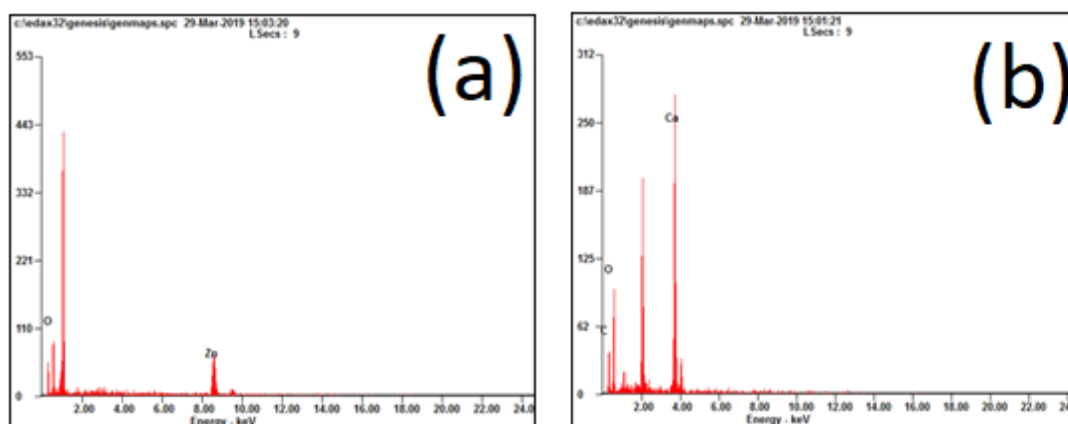 c:\edax32\genesis\genmaps.spc 29-Mar-2019 15:03:20
LSecs : 9
(a)
553
443
332
221
110
0
O
Zn
2.00 4.00 6.00 8.00 10.00 12.00 14.00 16.00 18.00 20.00 22.00 24.0
Energy - keV
c:\edax32\genesis\genmaps.spc 29-Mar-2019 15:01:21
LSecs : 9
(b)
312
250
187
125
62
0
Ca
O
C
2.00 4.00 6.00 8.00 10.00 12.00 14.00 16.00 18.00 20.00 22.00 24.0
Energy - keV